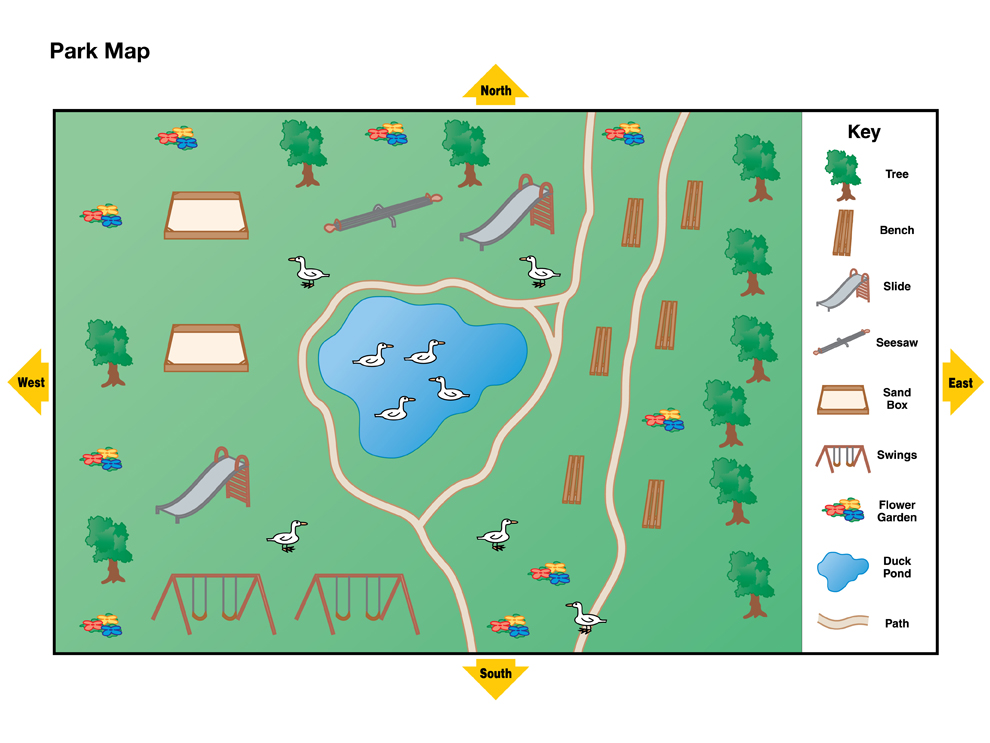 Park Map
North
Key
Tree
Bench
Slide
Seesaw
West
East
Sand
Box
Swings
Flower
Garden
Duck
Pond
Path
South